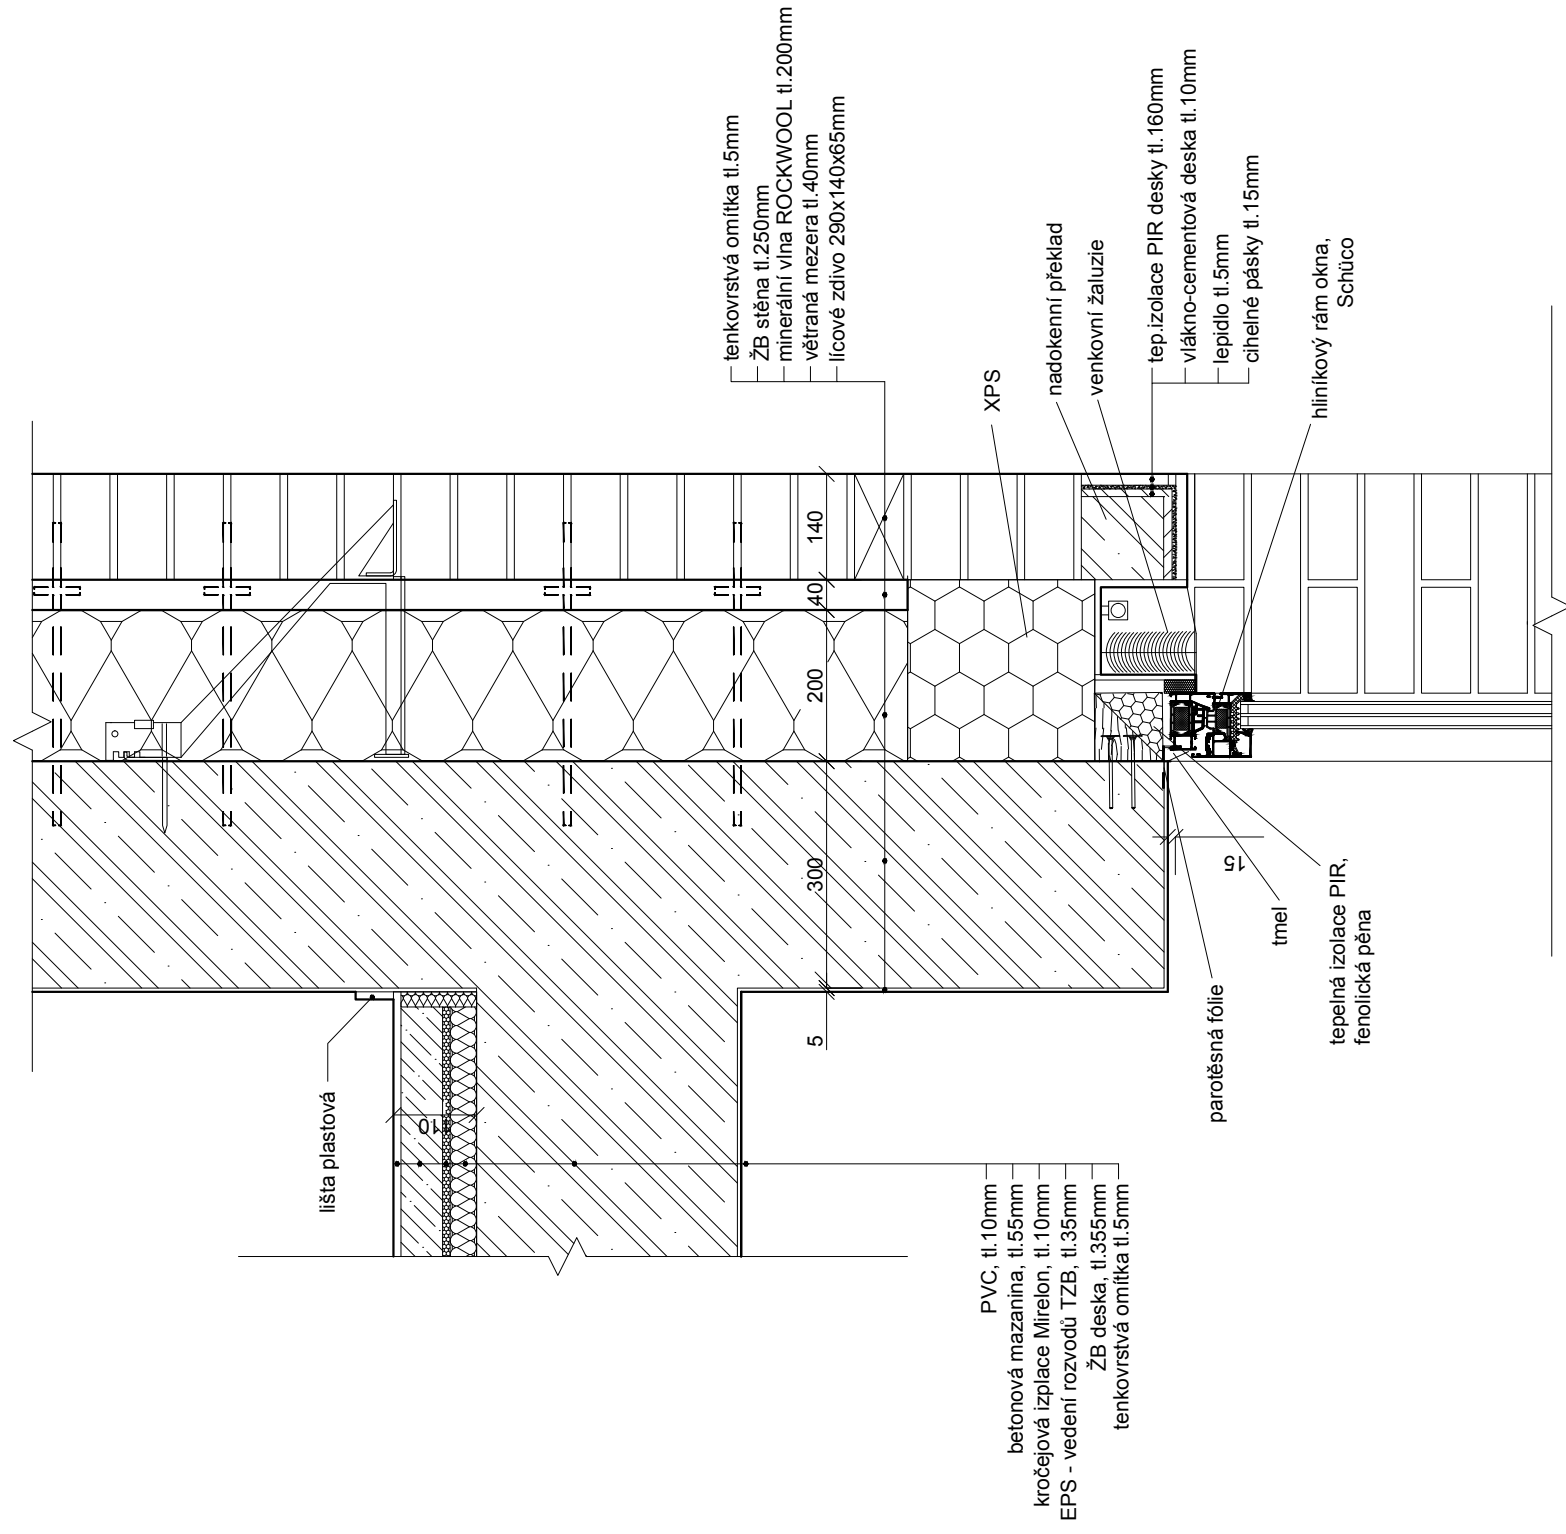 tenkovrstvá omítka tl.5mm
ŽB stěna tl.250mm
minerální vlna ROCKWOOL tl.200mm
větraná mezera tl.40mm
lícové zdivo 290x140x65mm
XPS
nadokenní překlad
venkovní žaluzie
tep.izolace PIR desky tl.160mm
vlákno-cementová deska tl.10mm
lepidlo tl.5mm
cihelné pásky tl.15mm
hliníkový rám okna,
Schüco
140
40
200
300
5
15
110
lišta plastová
parotěsná fólie
tmel
tepelná izolace PIR,
fenolická pěna
PVC, tl.10mm
betonová mazanina, tl.55mm
kročejová izplace Mirelon, tl.10mm
EPS - vedení rozvodů TZB, tl.35mm
ŽB deska, tl.355mm
tenkovrstvá omítka tl.5mm